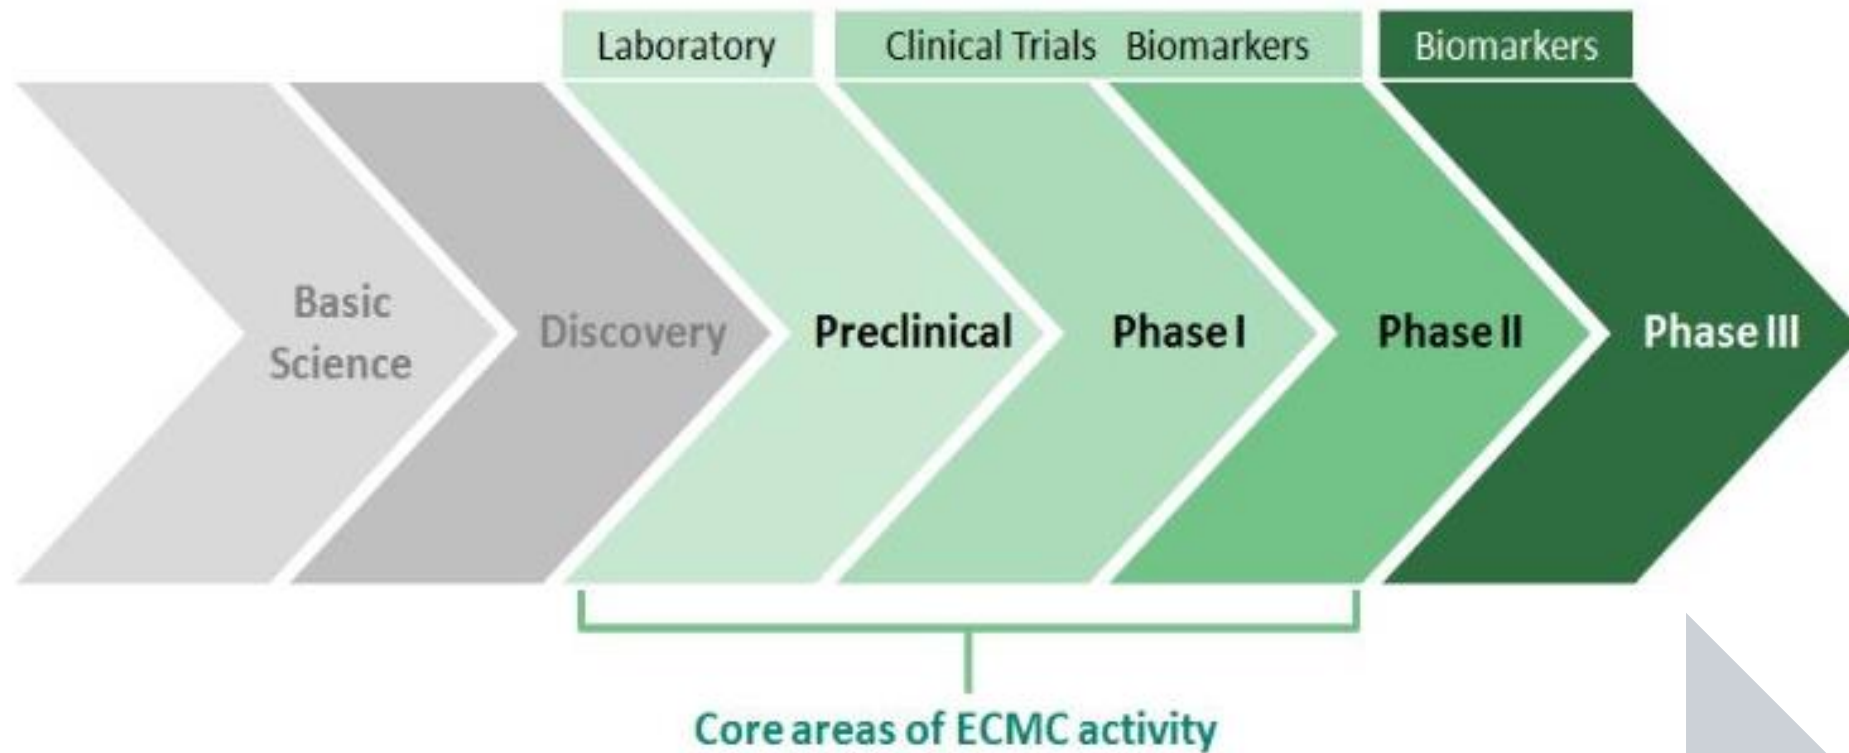 Laboratory
Clinical Trials Biomarkers
Biomarkers
Basic
Science
Discovery
Preclinical
Phase I
Phase II
Phase III
Core areas of ECMC activity